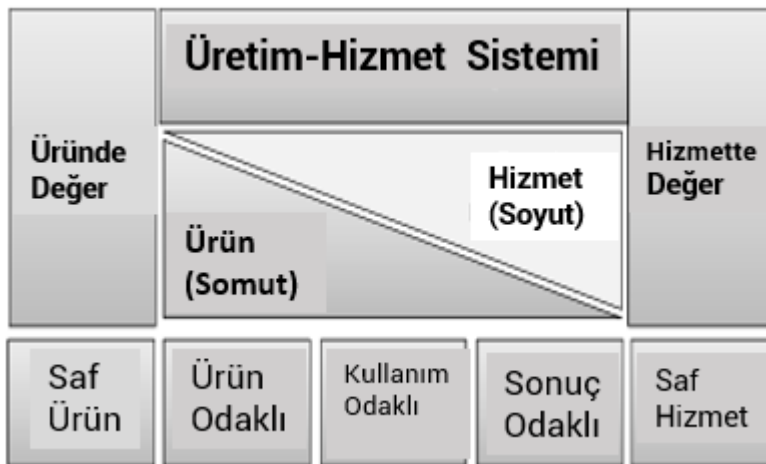 Üretim-Hizmet Sistemi
Üründe
Değer
Hizmet
(Soyut)
Hizmette
Değer
Ürün
(Somut)
Saf
Ürün
Ürün
Odaklı
Kullanım
Odaklı
Sonuç
Odaklı
Saf
Hizmet